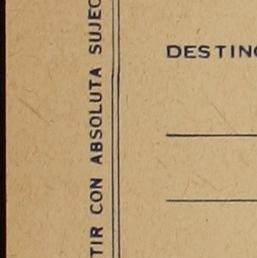 TIR CON ABSOLUTA SUJEC
DESTINO